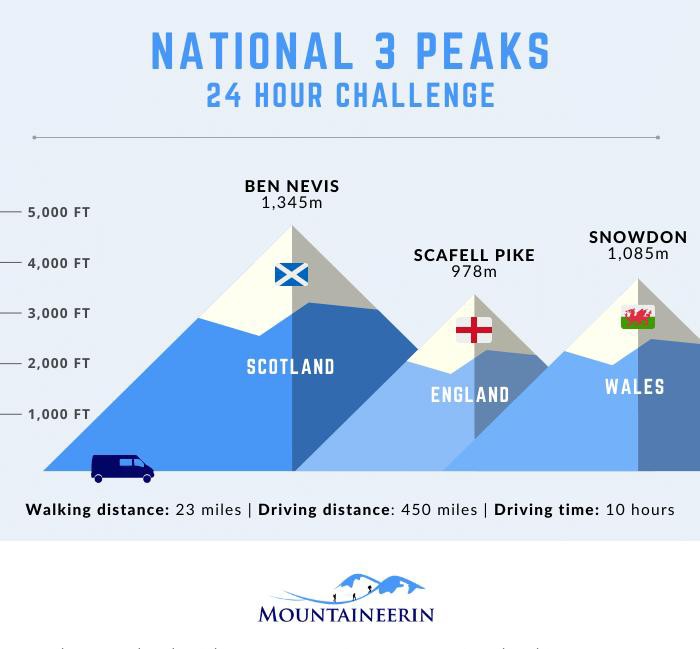 NATIONAL 3 PEAKS
24 HOUR CHALLENGE
BEN NEVIS
1,345m
SCAFELL PIKE
978m
SNOWDON
1,085m
5,000 FT
4,000 FT
3,000 FT
2,000 FT
1,000 FT
SCOTLAND
ENGLAND
WALES
Walking distance: 23 miles | Driving distance: 450 miles | Driving time: 10 hours
MOUNTAINEERIN